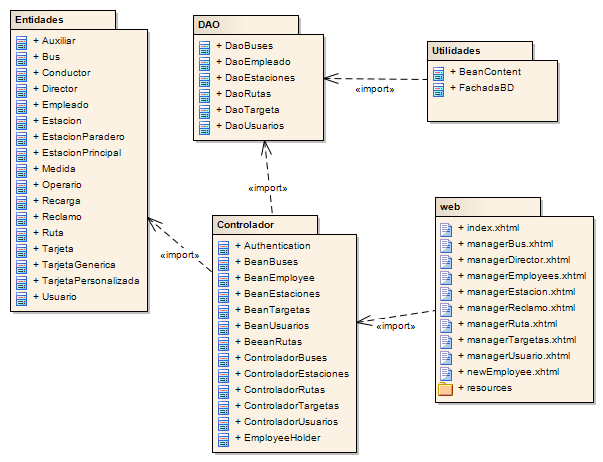 Entidades
+ Auxiliar
+ Bus
+ Conductor
+ Director
+ Empleado
+ Estacion
+ EstacionParadero
+ EstacionPrincipal
+ Medida
+ Operario
+ Recarga
+ Reclamo
+ Ruta
+ Tarjeta
+ TarjetaGenerica
+ TarjetaPersonalizada
+ Usuario
DAO
+ DaoBuses
+ DaoEmpleado
+ DaoEstaciones
+ DaoRutas
+ DaoTargeta
+ DaoUsuarios
Utilidades
+ BeanContent
+ FachadaBD
«import»
«import»
«import»
Controlador
+ Authentication
+ BeanBuses
+ BeanEmployee
+ BeanEstaciones
+ BeanTargetas
+ BeanUsuarios
+ BeeanRutas
+ ControladorBuses
+ ControladorEstaciones
+ ControladorRutas
+ ControladorTargetas
+ ControladorUsuarios
+ EmployeeHolder
«import»
web
+ index.xhtml
+ managerBus.xhtml
+ managerDirector.xhtml
+ managerEmployees.xhtml
+ managerEstacion.xhtml
+ managerReclamo.xhtml
+ managerRuta.xhtml
+ managerTargetas.xhtml
+ managerUsuario.xhtml
+ newEmployee.xhtml
+ resources